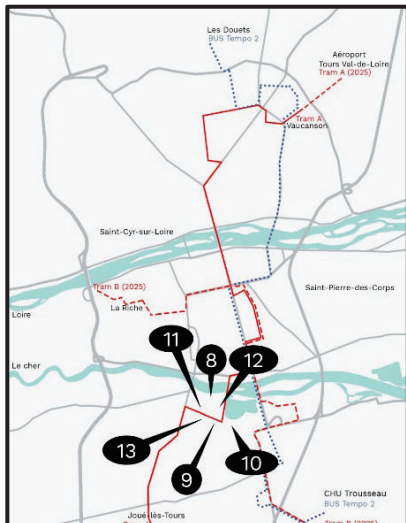 Les Douets
BUS Tempo 2
Aéroport
Tours Val-de-Loire
Tram A (2025)
Tram A
Vaucanson
Saint-Cyr-sur-Loire
Tram B (2025)
La Riche
Saint-Pierre-des-Corps
Loire
Le cher
11
8
12
13
9
10
CHU Trousseau
BUS Tempo 2
Joué-lès-Tours
Tram B (2025)